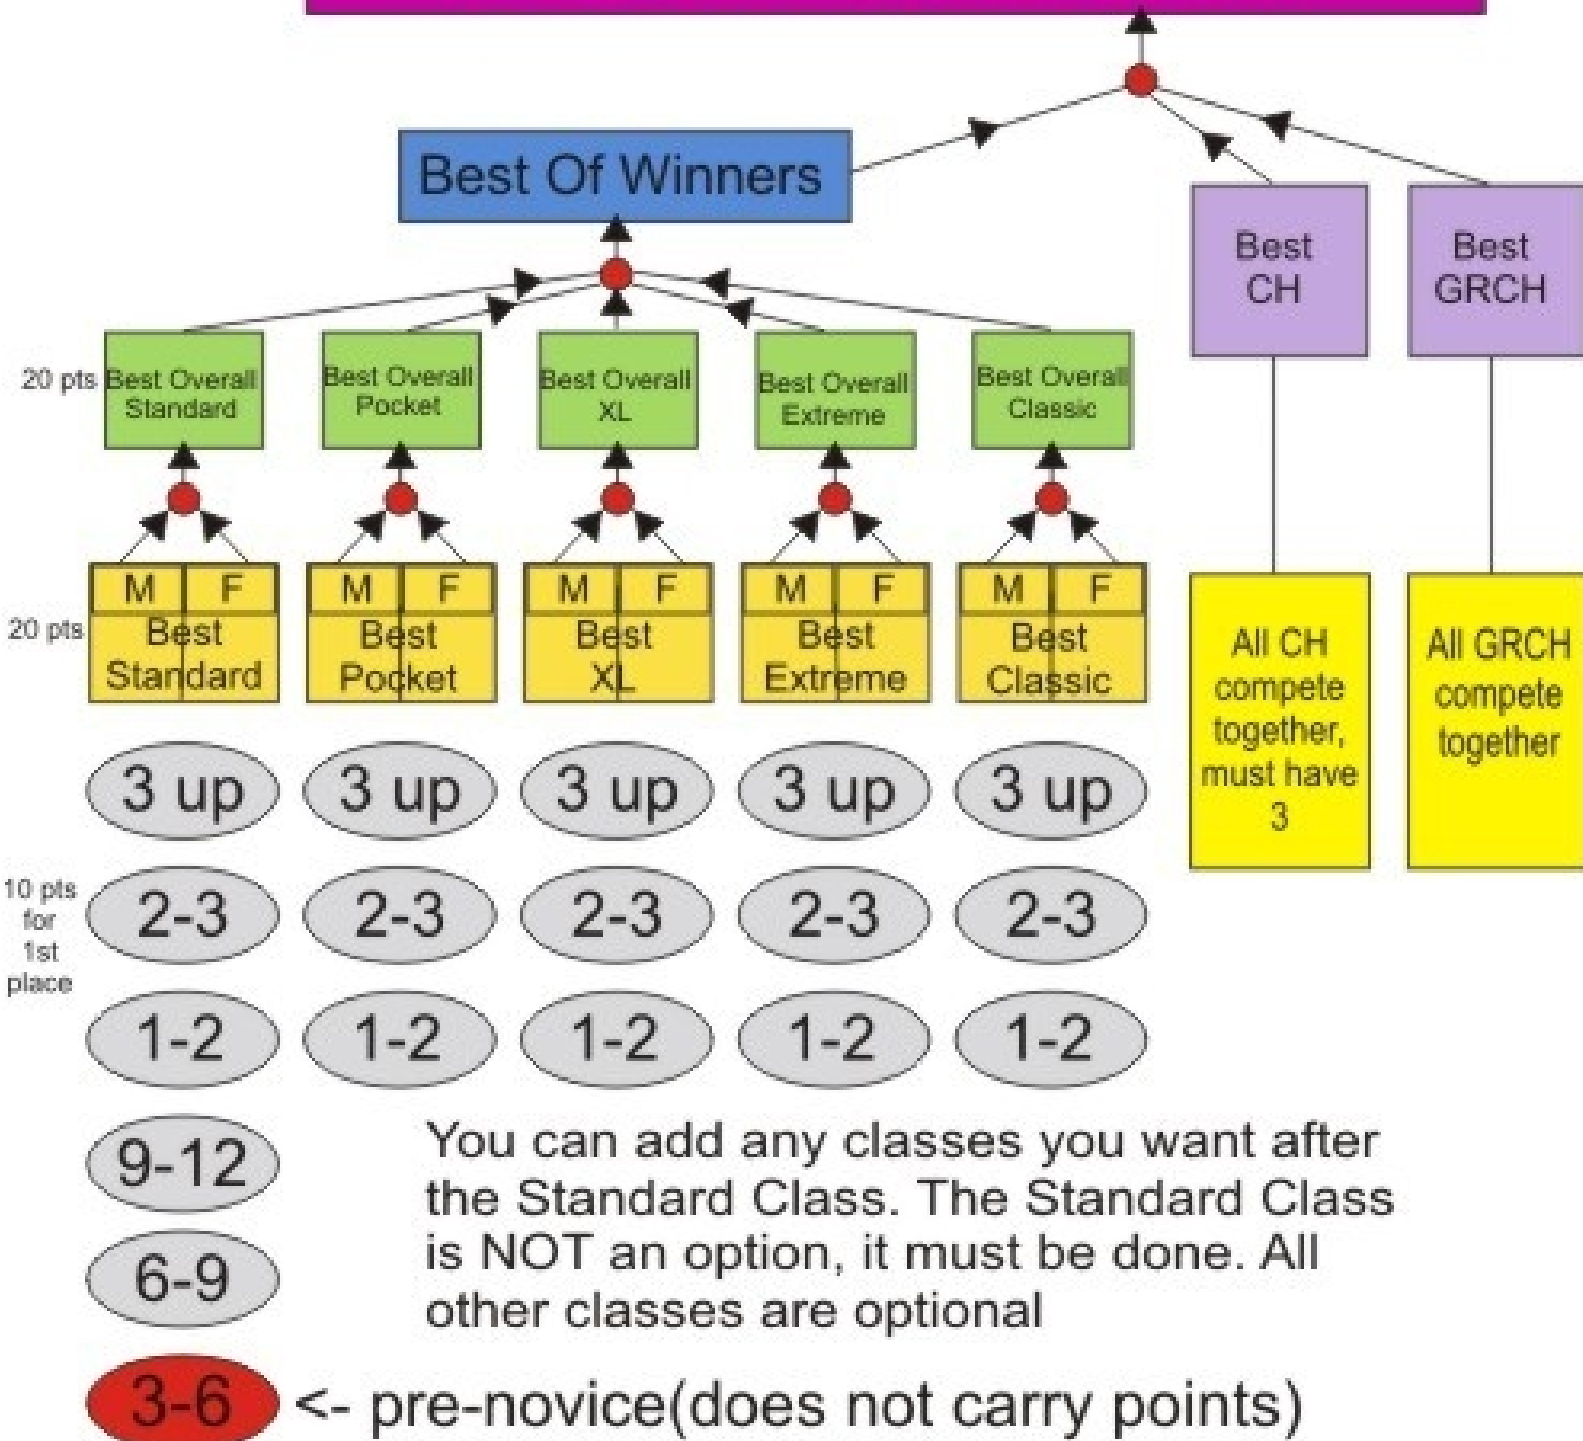 Best Of Winners
Best
CH
Best
GRCH
20 pts
Best Overall
Standard
Best Overall
Pocket
Best Overall
XL
Best Overall
Extreme
Best Overall
Classic
M F
Best
Standard
M F
Best
Pocket
M F
Best
XL
M F
Best
Extreme
M F
Best
Classic
20 pts
All CH
compete
together,
must have
3
All GRCH
compete
together
3 up 3 up 3 up 3 up 3 up
10 pts
for
1st
place
2-3 2-3 2-3 2-3 2-3
1-2 1-2 1-2 1-2 1-2
9-12
6-9
You can add any classes you want after
the Standard Class. The Standard Class
is NOT an option, it must be done. All
other classes are optional
3-6 <- pre-novice(does not carry points)